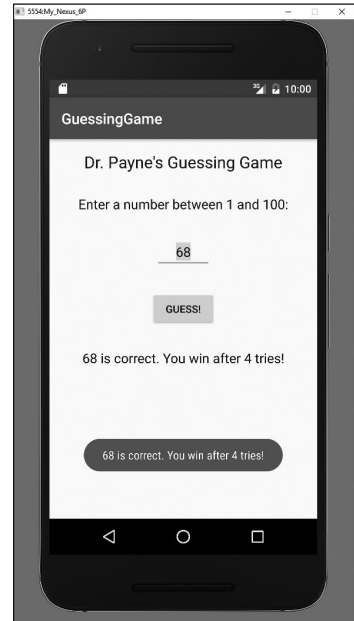 5554:My_Nexus_6P
3G 10:00
GuessingGame
Dr. Payne's Guessing Game
Enter a number between 1 and 100:
68
GUESS!
68 is correct. You win after 4 tries!
68 is correct. You win after 4 tries!